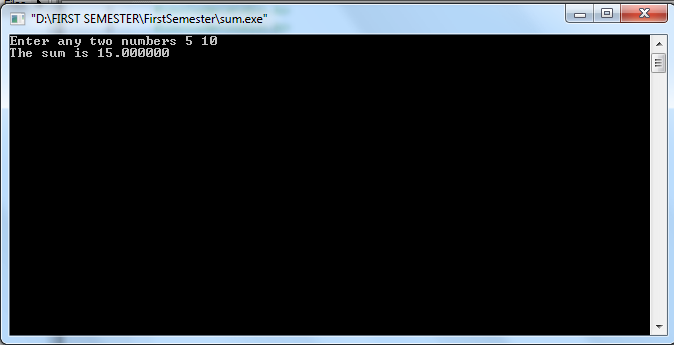 "D:\FIRST SEMESTER\FirstSemester\sum.exe"
Enter any two numbers 5 10
The sum is 15.000000